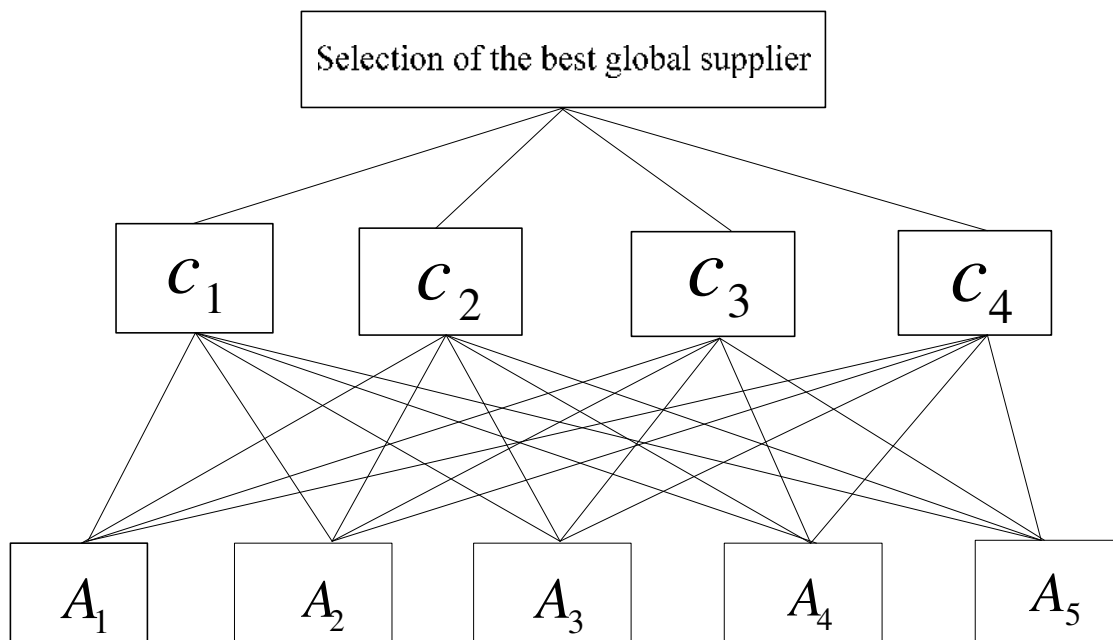 Selection of the best global supplier
c₁ c₂ c₃ c₄
A₁ A₂ A₃ A₄ A₅